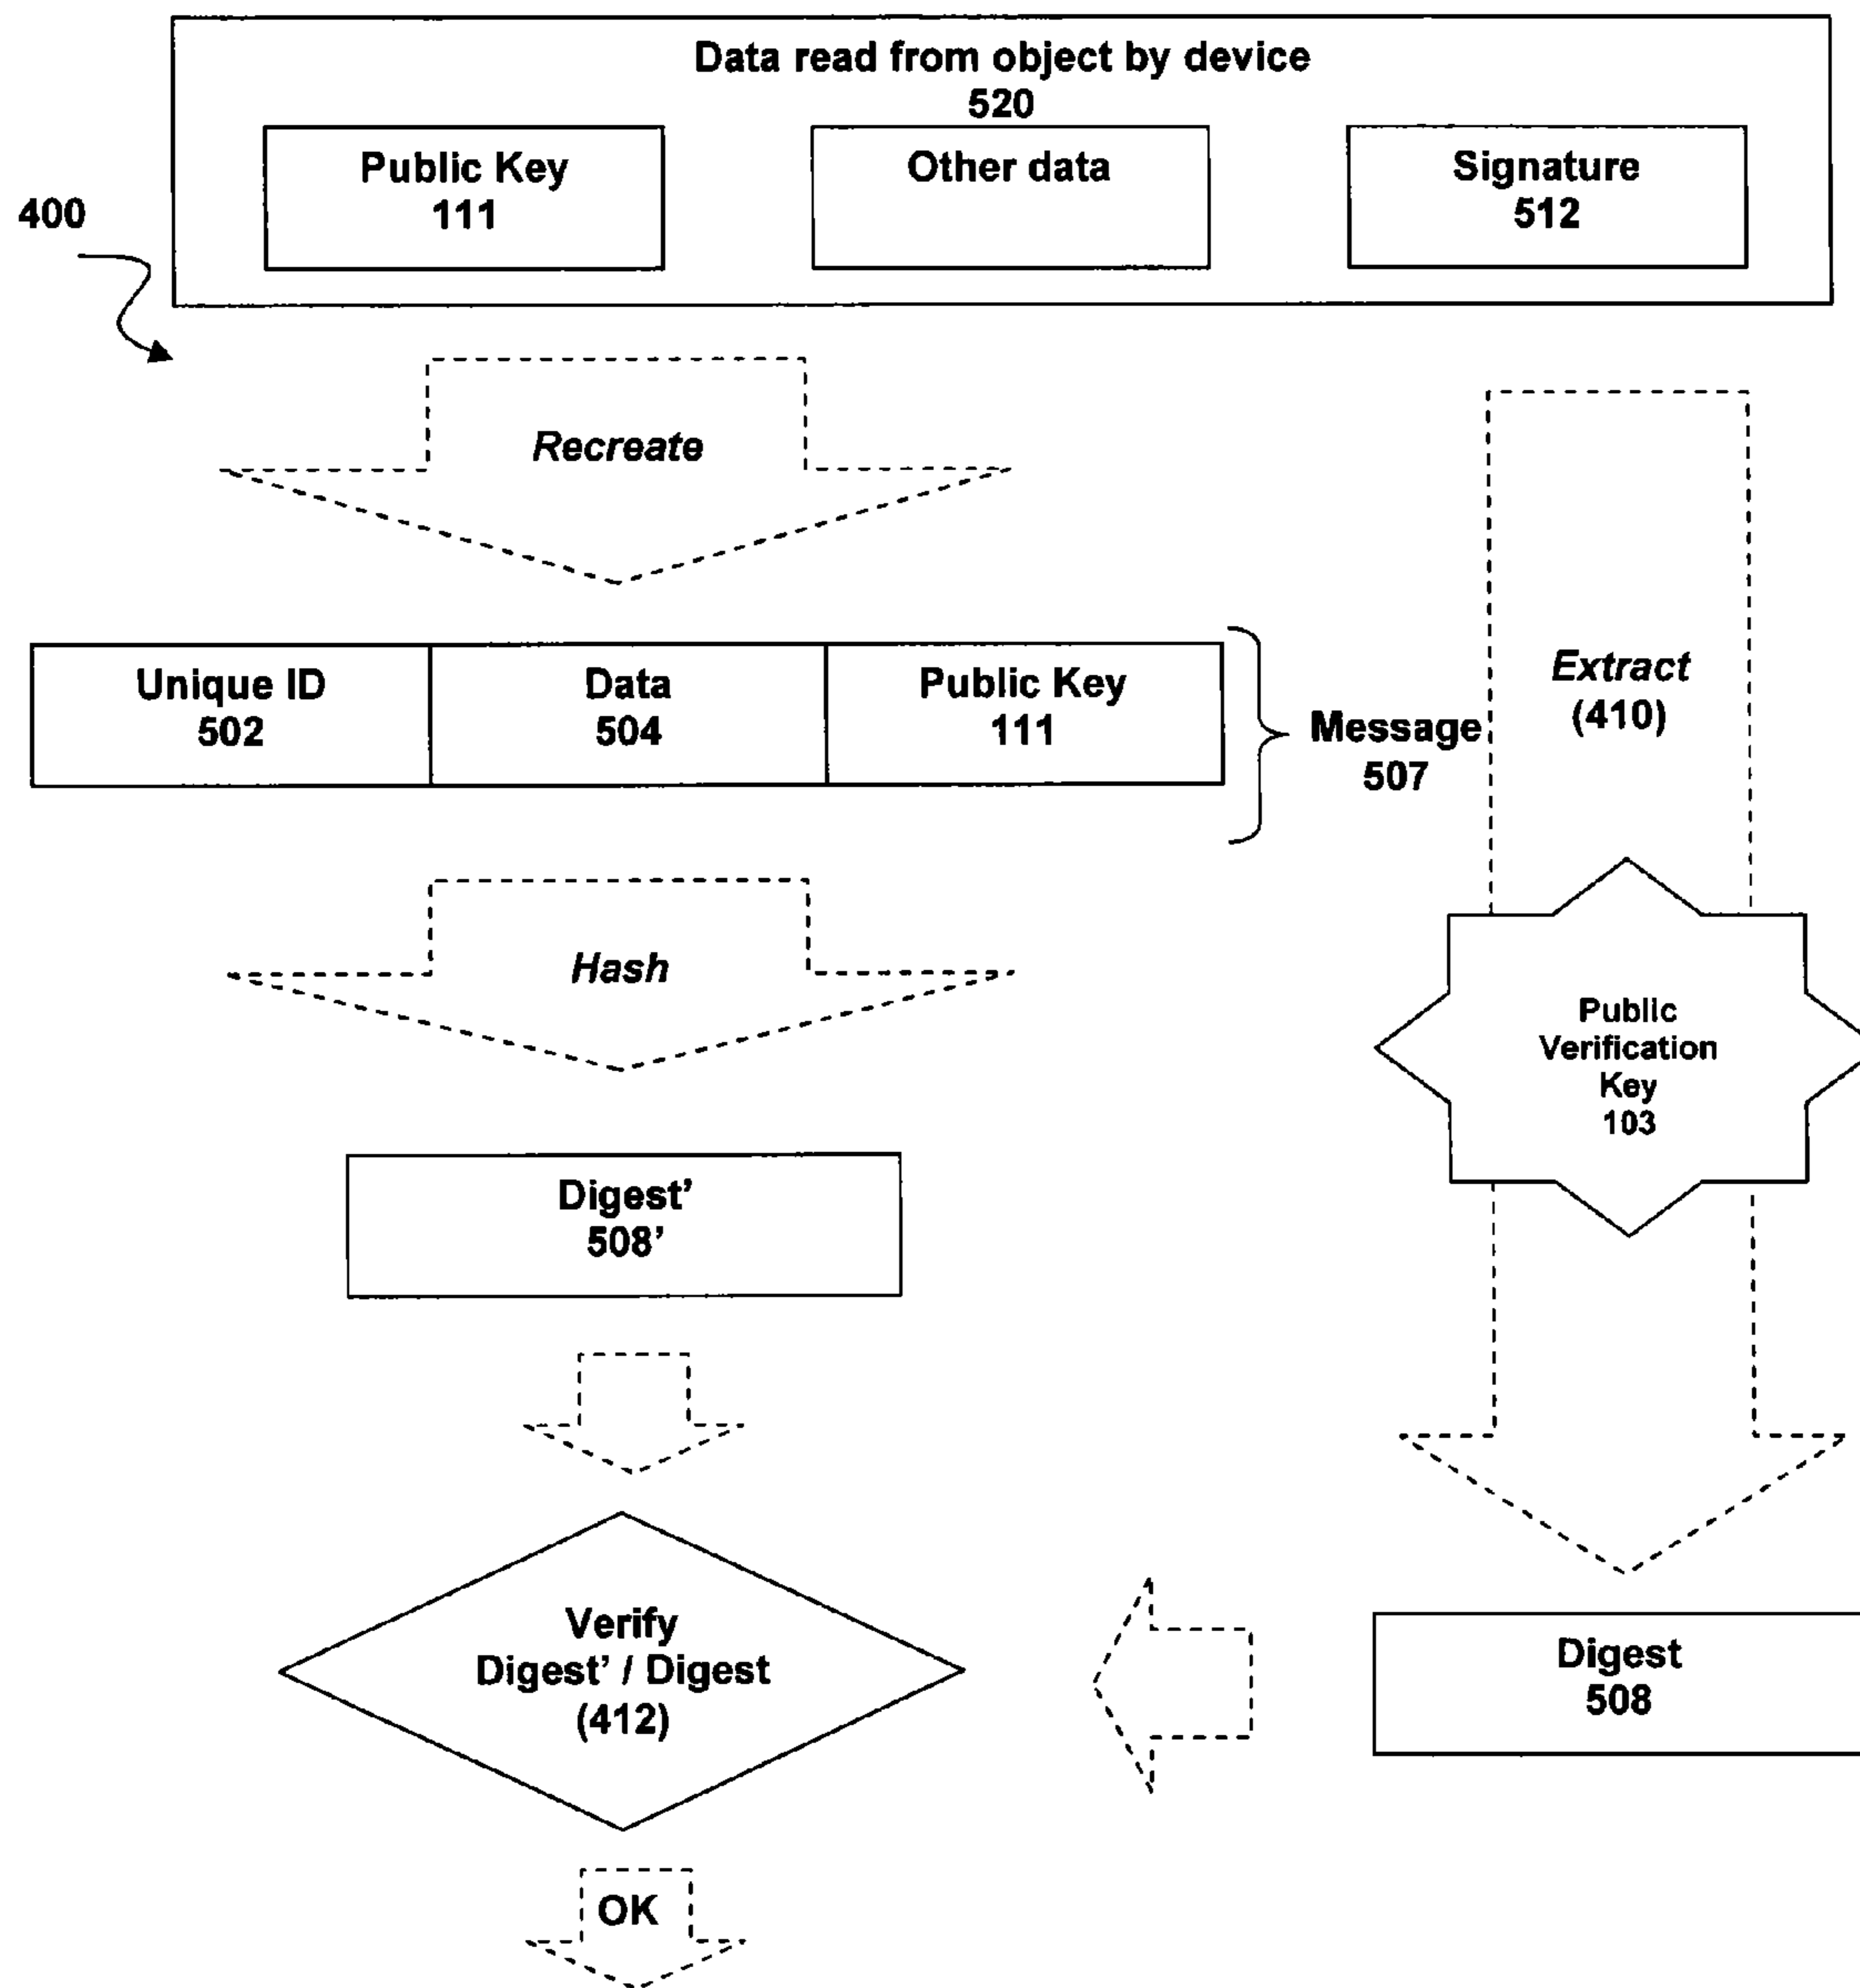 Data read from object by device
520
Public Key
111
Other data
Signature
512
400
Recreate
Unique ID
502
Data
504
Public Key
111
Message
507
Extract
(410)
Hash
Public
Verification
Key
103
Digest'
508'
Verify
Digest' / Digest
(412)
Digest
508
OK